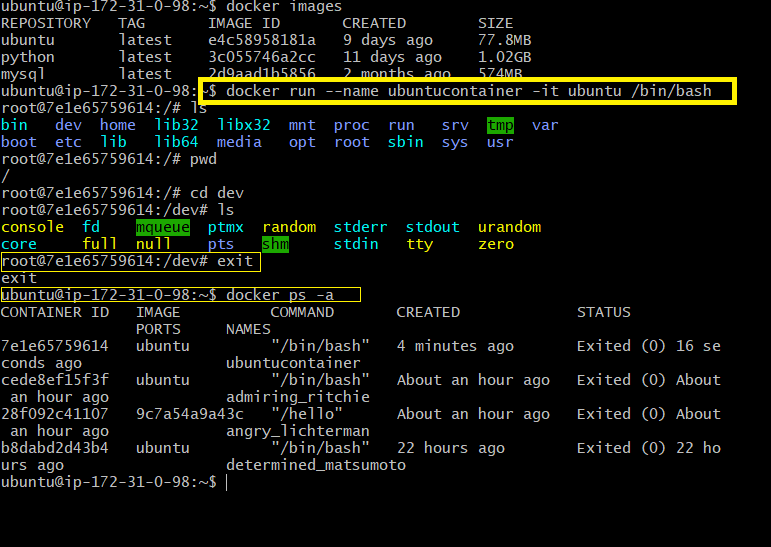 ubuntu@ip-172-31-0-98:~$ docker images
REPOSITORY   TAG       IMAGE ID       CREATED        SIZE
ubuntu       latest    e4c58958181a   9 days ago     77.8MB
python       latest    3c055746a2cc   11 days ago    1.02GB
mysql        latest    2d9aad1b5856   2 months ago   574MB
ubuntu@ip-172-31-0-98:~$ docker run --name ubuntucontainer -it ubuntu /bin/bash
root@7e1e65759614:/# ls
bin   dev  home  lib32  libx32  mnt  proc  run   srv  tmp  var
boot  etc  lib   lib64  media   opt  root  sbin  sys  usr
root@7e1e65759614:/# pwd
/
root@7e1e65759614:/# cd dev
root@7e1e65759614:/dev# ls
console  fd    mqueue  ptmx  random  stderr  stdout  urandom
core     full  null    pts   shm     stdin   tty     zero
root@7e1e65759614:/dev# exit
exit
ubuntu@ip-172-31-0-98:~$ docker ps -a
CONTAINER ID   IMAGE          COMMAND       CREATED             STATUS
               PORTS     NAMES
7e1e65759614   ubuntu         "/bin/bash"   4 minutes ago       Exited (0) 16 se
conds ago                ubuntucontainer
cede8ef15f3f   ubuntu         "/bin/bash"   About an hour ago   Exited (0) About
 an hour ago             admiring_ritchie
28f092c41107   9c7a54a9a43c   "/hello"      About an hour ago   Exited (0) About
 an hour ago             angry_lichterman
b8dabd2d43b4   ubuntu         "/bin/bash"   22 hours ago        Exited (0) 22 ho
urs ago                  determined_matsumoto
ubuntu@ip-172-31-0-98:~$